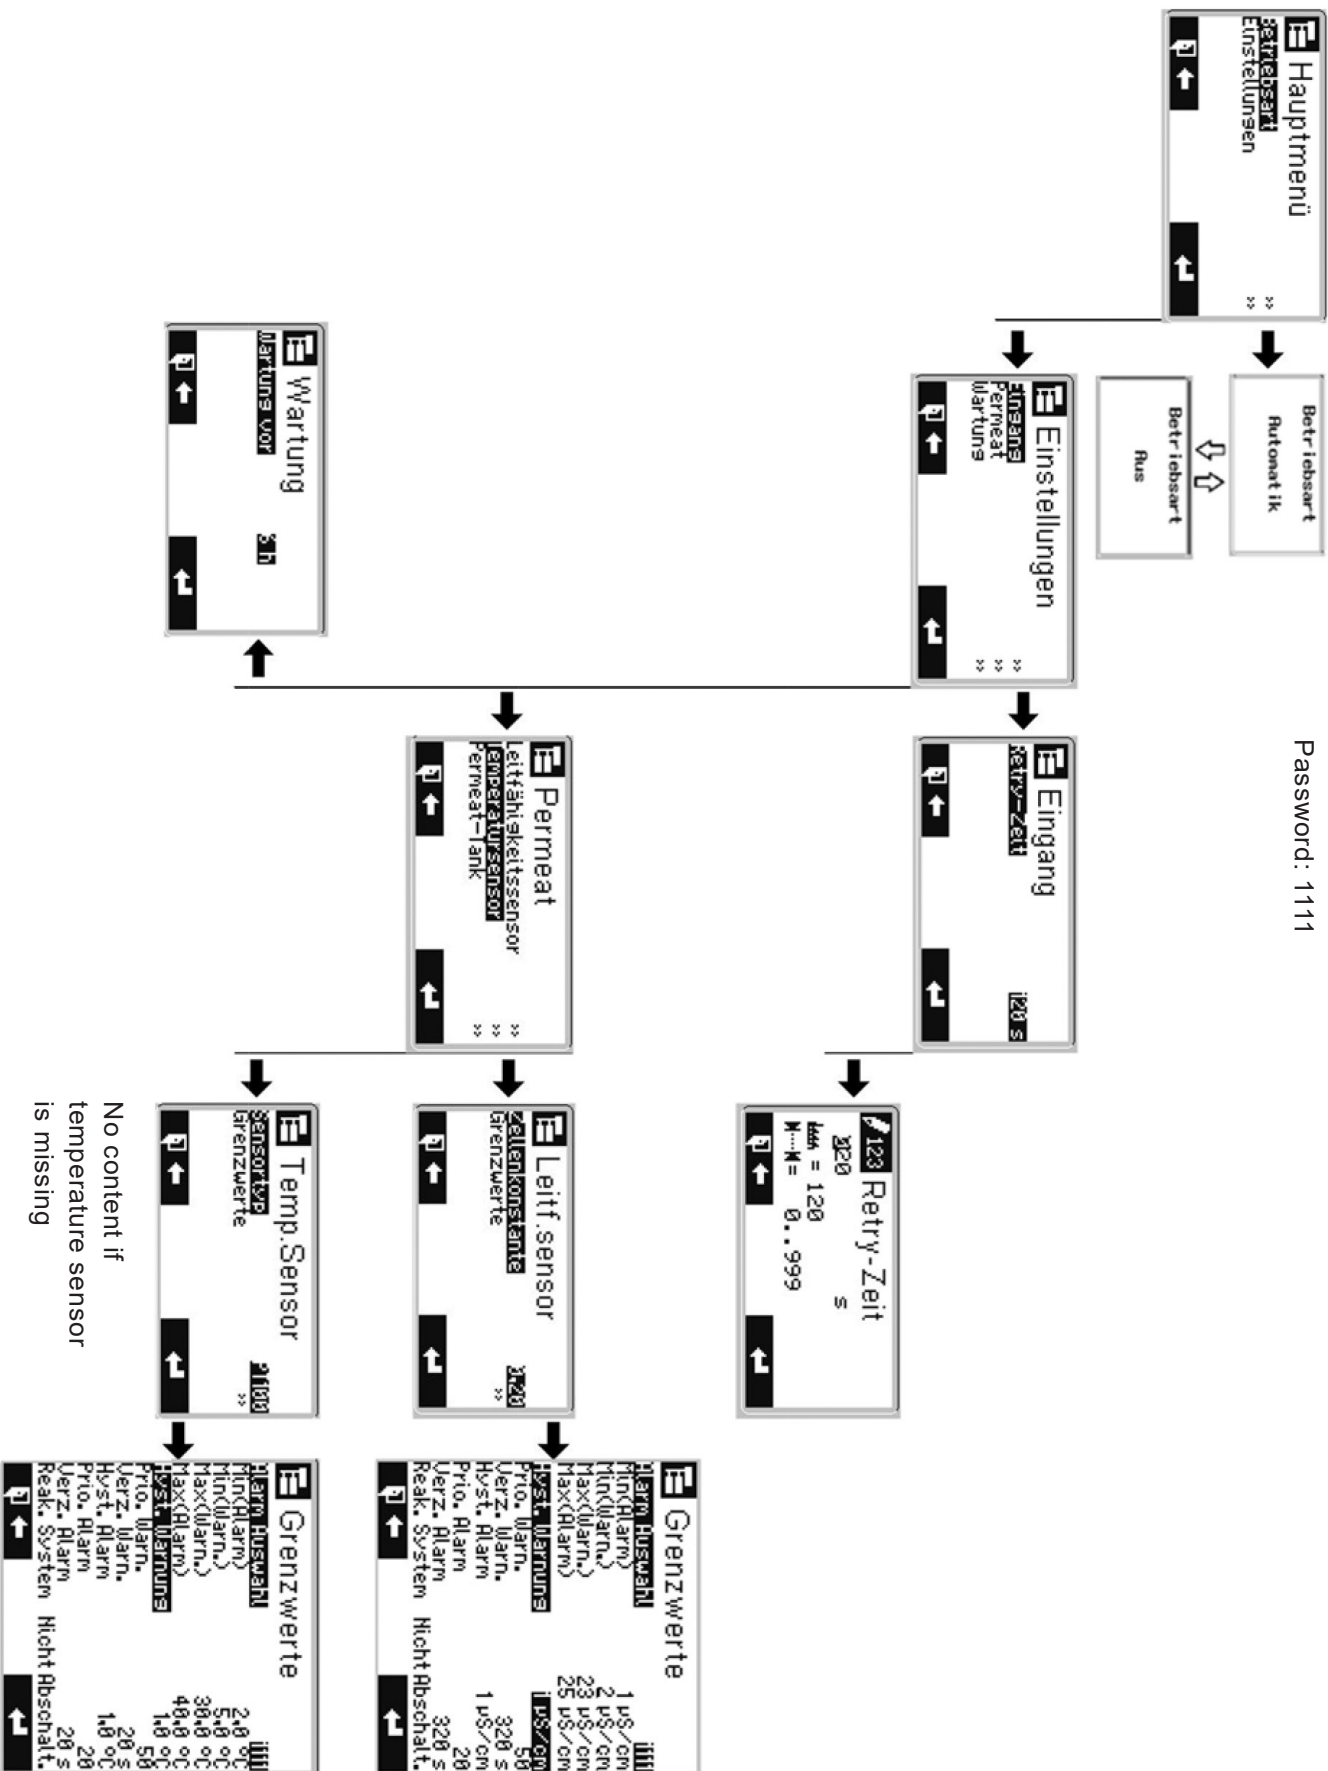 Password: 1111
Hauptmenü
Betriebsart >>
Einstellungen >>
Betriebsart
Automatik
Betriebsart
Aus
Einstellungen
Eingang >>
Permeat >>
Wartung >>
Eingang
Retry-Zeit 120 s
123 Retry-Zeit
020 s
= 120
= 0..999
Permeat
Leitfähigkeitssensor >>
Temperatursensor >>
Permeat-Tank >>
Leitf.sensor
Zellenkonstante 0.20
Grenzwerte >>
Grenzwerte
Alarm Auswahl
Min(Alarm) 1 µS/cm
Min(Warn.) 2 µS/cm
Max(Warn.) 23 µS/cm
Max(Alarm) 25 µS/cm
Hyst. Warnung 1 µS/cm
Prio. Warn. 50
Verz. Warn. 320 s
Hyst. Alarm 1 µS/cm
Prio. Alarm 20
Verz. Alarm 320 s
Reak. System Nicht Abschalt.
Wartung
Wartung vor
Temp.Sensor
Sensortyp
Grenzwerte >>
No content if
temperature sensor
is missing
Grenzwerte
Alarm Auswahl
Min(Alarm) 2.0 °C
Min(Warn.) 5.0 °C
Max(Warn.) 30.0 °C
Max(Alarm) 40.0 °C
Hyst. Warnung 1.0 °C
Prio. Warn. 50
Verz. Warn. 20 s
Hyst. Alarm 1.0 °C
Prio. Alarm 20
Verz. Alarm 20 s
Reak. System Nicht Abschalt.